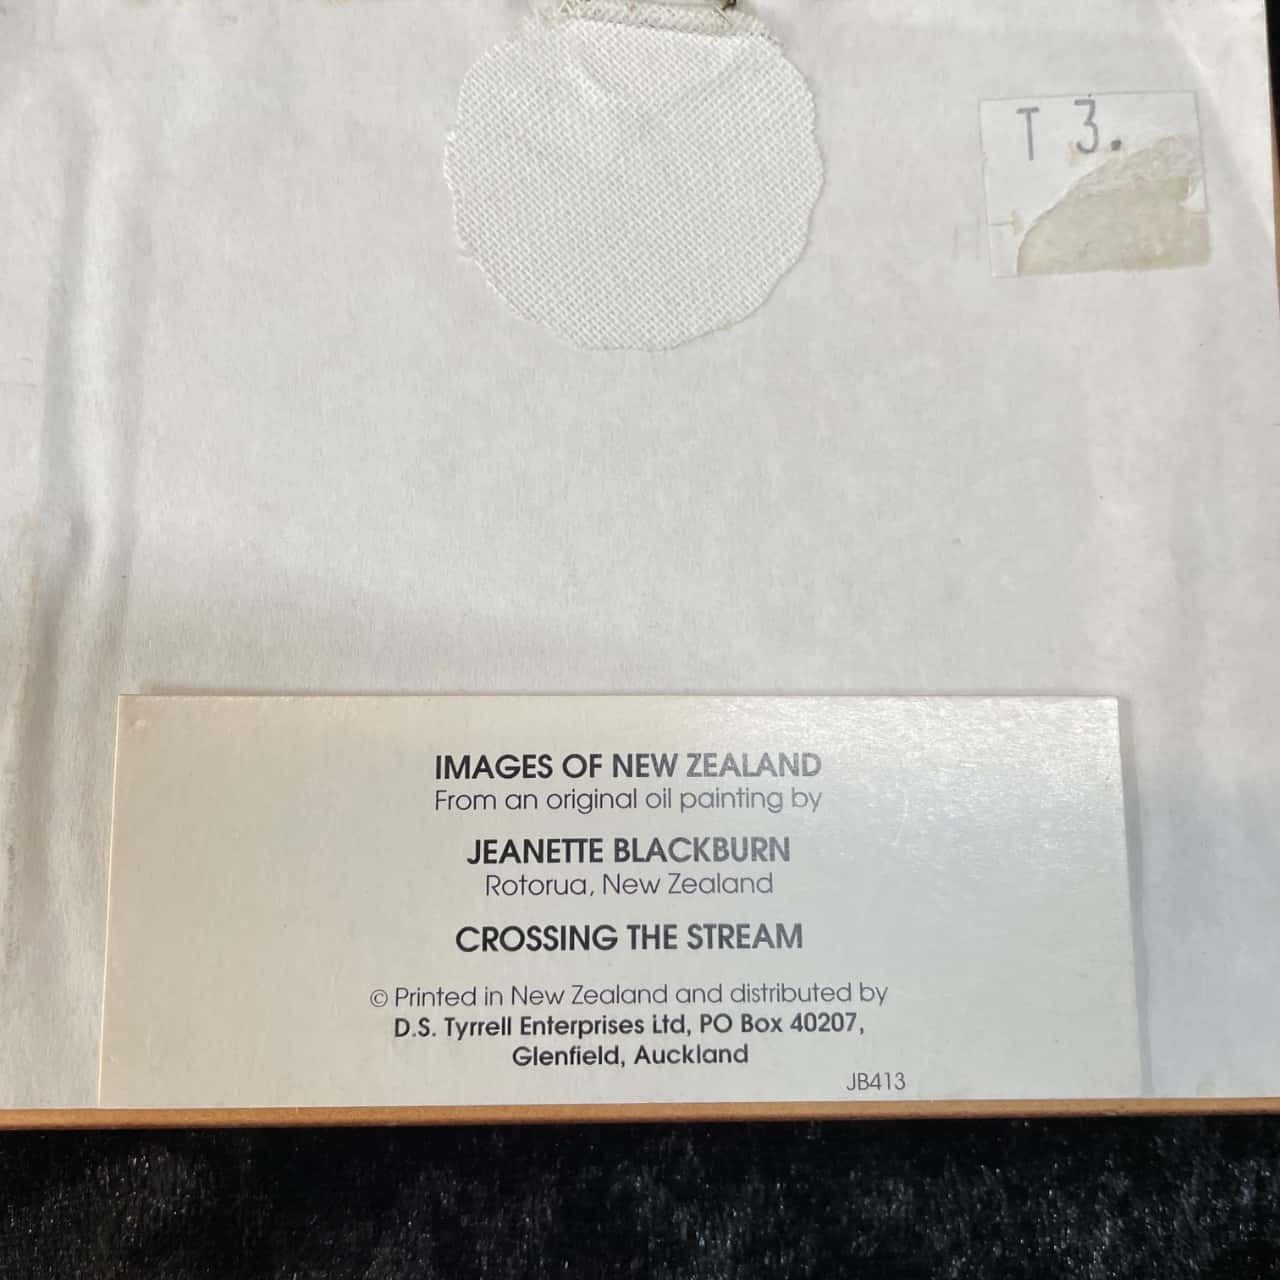 T 3.
IMAGES OF NEW ZEALAND
From an original oil painting by
JEANETTE BLACKBURN
Rotorua, New Zealand
CROSSING THE STREAM
© Printed in New Zealand and distributed by
D.S. Tyrrell Enterprises Ltd, PO Box 40207,
Glenfield, Auckland
JB413